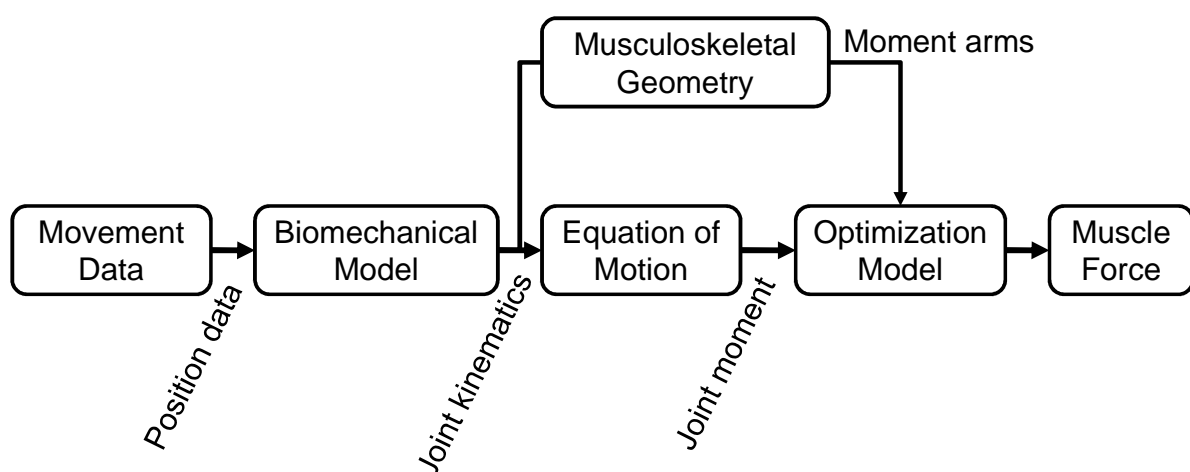 Musculoskeletal
Geometry
Moment arms
Movement
Data
Biomechanical
Model
Equation of
Motion
Optimization
Model
Muscle
Force
Position data
Joint kinematics
Joint moment